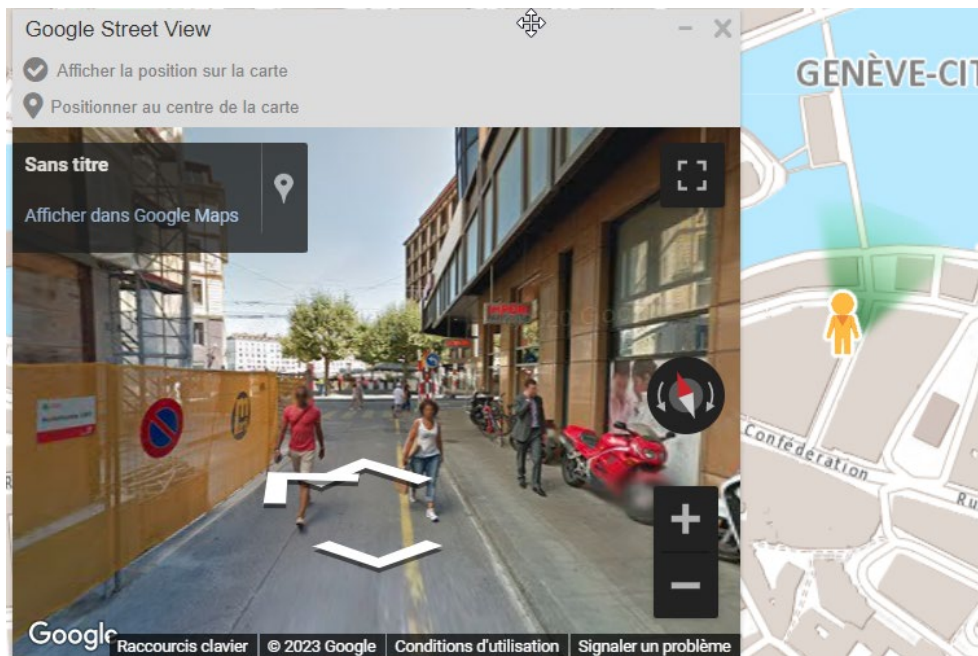 Google Street View
Afficher la position sur la carte
Positionner au centre de la carte
Sans titre
Afficher dans Google Maps
GENÈVE-CIT
Confédération
Ru
Google
Raccourcis clavier
© 2023 Google
Conditions d'utilisation
Signaler un problème